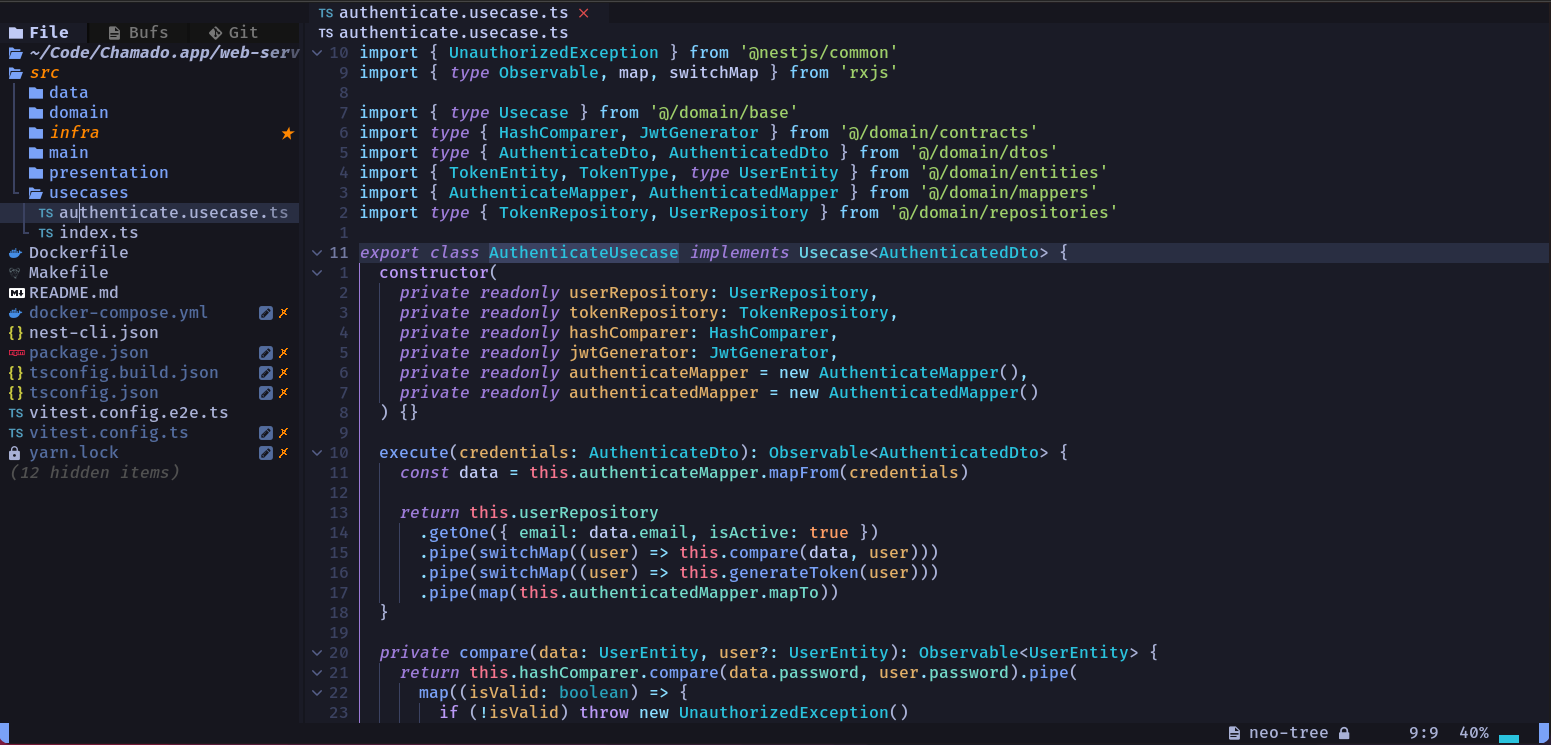 TS authenticate.usecase.ts ×
File Bufs Git
TS authenticate.usecase.ts
~/Code/Chamado.app/web-serv
src
data
domain
infra ★
main
presentation
usecases
TS authenticate.usecase.ts
TS index.ts
Dockerfile
Makefile
README.md
docker-compose.yml
{} nest-cli.json
package.json
{} tsconfig.build.json
{} tsconfig.json
TS vitest.config.e2e.ts
TS vitest.config.ts
yarn.lock
(12 hidden items)
10 import { UnauthorizedException } from '@nestjs/common'
9 import { type Observable, map, switchMap } from 'rxjs'
8
7 import { type Usecase } from '@/domain/base'
6 import type { HashComparer, JwtGenerator } from '@/domain/contracts'
5 import type { AuthenticateDto, AuthenticatedDto } from '@/domain/dtos'
4 import { TokenEntity, TokenType, type UserEntity } from '@/domain/entities'
3 import { AuthenticateMapper, AuthenticatedMapper } from '@/domain/mappers'
2 import type { TokenRepository, UserRepository } from '@/domain/repositories'
1
11 export class AuthenticateUsecase implements Usecase<AuthenticatedDto> {
1 constructor(
2 private readonly userRepository: UserRepository,
3 private readonly tokenRepository: TokenRepository,
4 private readonly hashComparer: HashComparer,
5 private readonly jwtGenerator: JwtGenerator,
6 private readonly authenticateMapper = new AuthenticateMapper(),
7 private readonly authenticatedMapper = new AuthenticatedMapper()
8 ) {}
9
10 execute(credentials: AuthenticateDto): Observable<AuthenticatedDto> {
11 const data = this.authenticateMapper.mapFrom(credentials)
12
13 return this.userRepository
14 .getOne({ email: data.email, isActive: true })
15 .pipe(switchMap((user) => this.compare(data, user)))
16 .pipe(switchMap((user) => this.generateToken(user)))
17 .pipe(map(this.authenticatedMapper.mapTo))
18 }
19
20 private compare(data: UserEntity, user?: UserEntity): Observable<UserEntity> {
21 return this.hashComparer.compare(data.password, user.password).pipe(
22 map((isValid: boolean) => {
23 if (!isValid) throw new UnauthorizedException()
neo-tree 9:9 40%